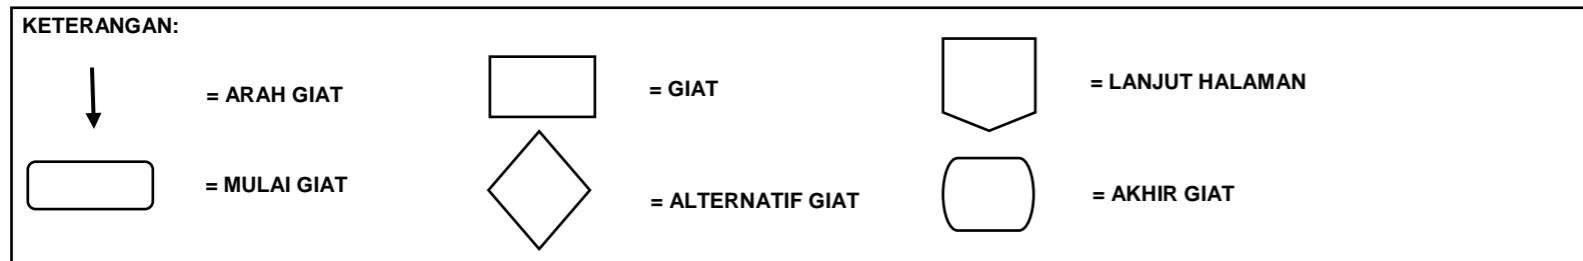 KETERANGAN:
= ARAH GIAT
= GIAT
= LANJUT HALAMAN
= MULAI GIAT
= ALTERNATIF GIAT
= AKHIR GIAT